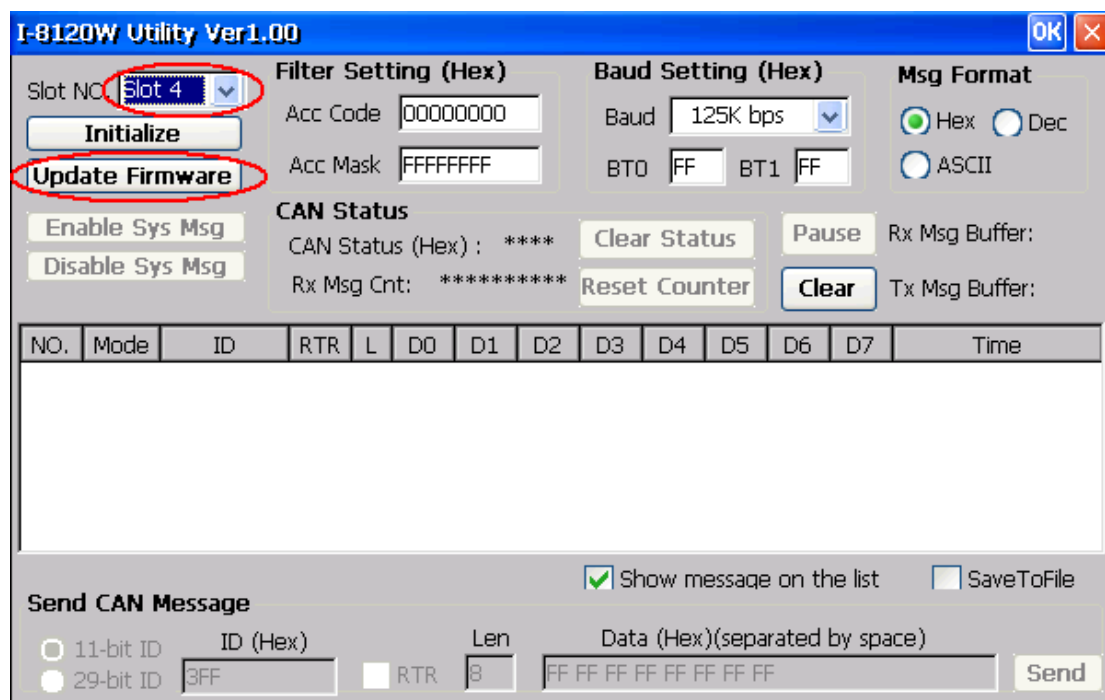 I-8120W Utility Ver1.00 OK
Slot NO. Slot 4
Initialize
Update Firmware
Enable Sys Msg
Disable Sys Msg
Filter Setting (Hex)
Acc Code 00000000
Acc Mask FFFFFFFF
Baud Setting (Hex)
Baud 125K bps
BT0 FF BT1 FF
Msg Format
Hex Dec
ASCII
CAN Status
CAN Status (Hex) : **** Clear Status
Rx Msg Cnt: ********** Reset Counter
Pause Rx Msg Buffer:
Clear Tx Msg Buffer:
NO. Mode ID RTR L D0 D1 D2 D3 D4 D5 D6 D7 Time
Show message on the list SaveToFile
Send CAN Message
11-bit ID
29-bit ID
ID (Hex) Len Data (Hex)(separated by space)
3FF RTR 8 FF FF FF FF FF FF FF FF Send